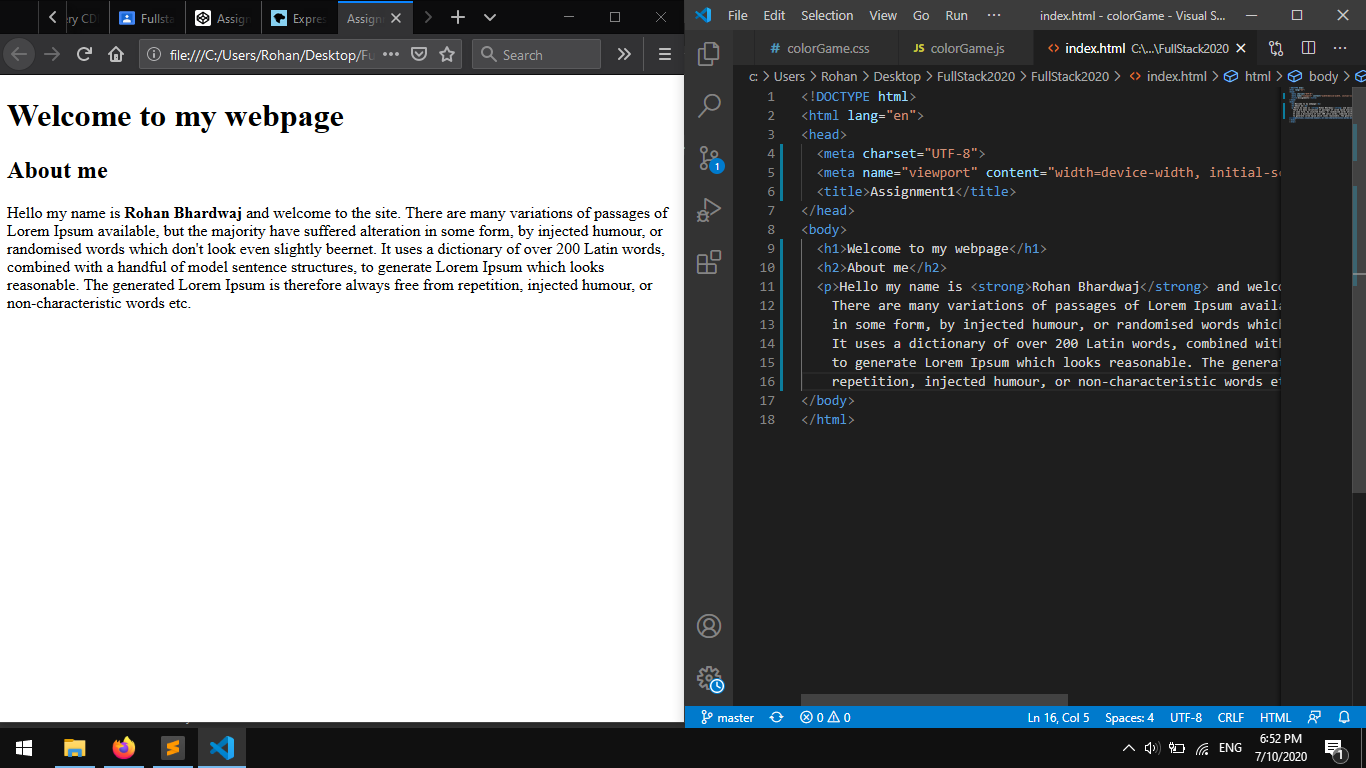 ry CD
Fullsta
Assign
Expres
Assign
file:///C:/Users/Rohan/Desktop/Fu
Search
Welcome to my webpage
About me
Hello my name is Rohan Bhardwaj and welcome to the site. There are many variations of passages of
Lorem Ipsum available, but the majority have suffered alteration in some form, by injected humour, or
randomised words which don't look even slightly beernet. It uses a dictionary of over 200 Latin words,
combined with a handful of model sentence structures, to generate Lorem Ipsum which looks
reasonable. The generated Lorem Ipsum is therefore always free from repetition, injected humour, or
non-characteristic words etc.
File Edit Selection View Go Run ··· index.html - colorGame - Visual S...
# colorGame.css
JS colorGame.js
<> index.html C:\...\FullStack2020
c: > Users > Rohan > Desktop > FullStack2020 > FullStack2020 > <> index.html > html > body >
1 <!DOCTYPE html>
2 <html lang="en">
3 <head>
4 <meta charset="UTF-8">
5 <meta name="viewport" content="width=device-width, initial-sc
6 <title>Assignment1</title>
7 </head>
8 <body>
9 <h1>Welcome to my webpage</h1>
10 <h2>About me</h2>
11 <p>Hello my name is <strong>Rohan Bhardwaj</strong> and welco
12 There are many variations of passages of Lorem Ipsum availa
13 in some form, by injected humour, or randomised words which
14 It uses a dictionary of over 200 Latin words, combined with
15 to generate Lorem Ipsum which looks reasonable. The generat
16 repetition, injected humour, or non-characteristic words et
17 </body>
18 </html>
1
master 0 0 Ln 16, Col 5 Spaces: 4 UTF-8 CRLF HTML
ENG
6:52 PM
7/10/2020
1